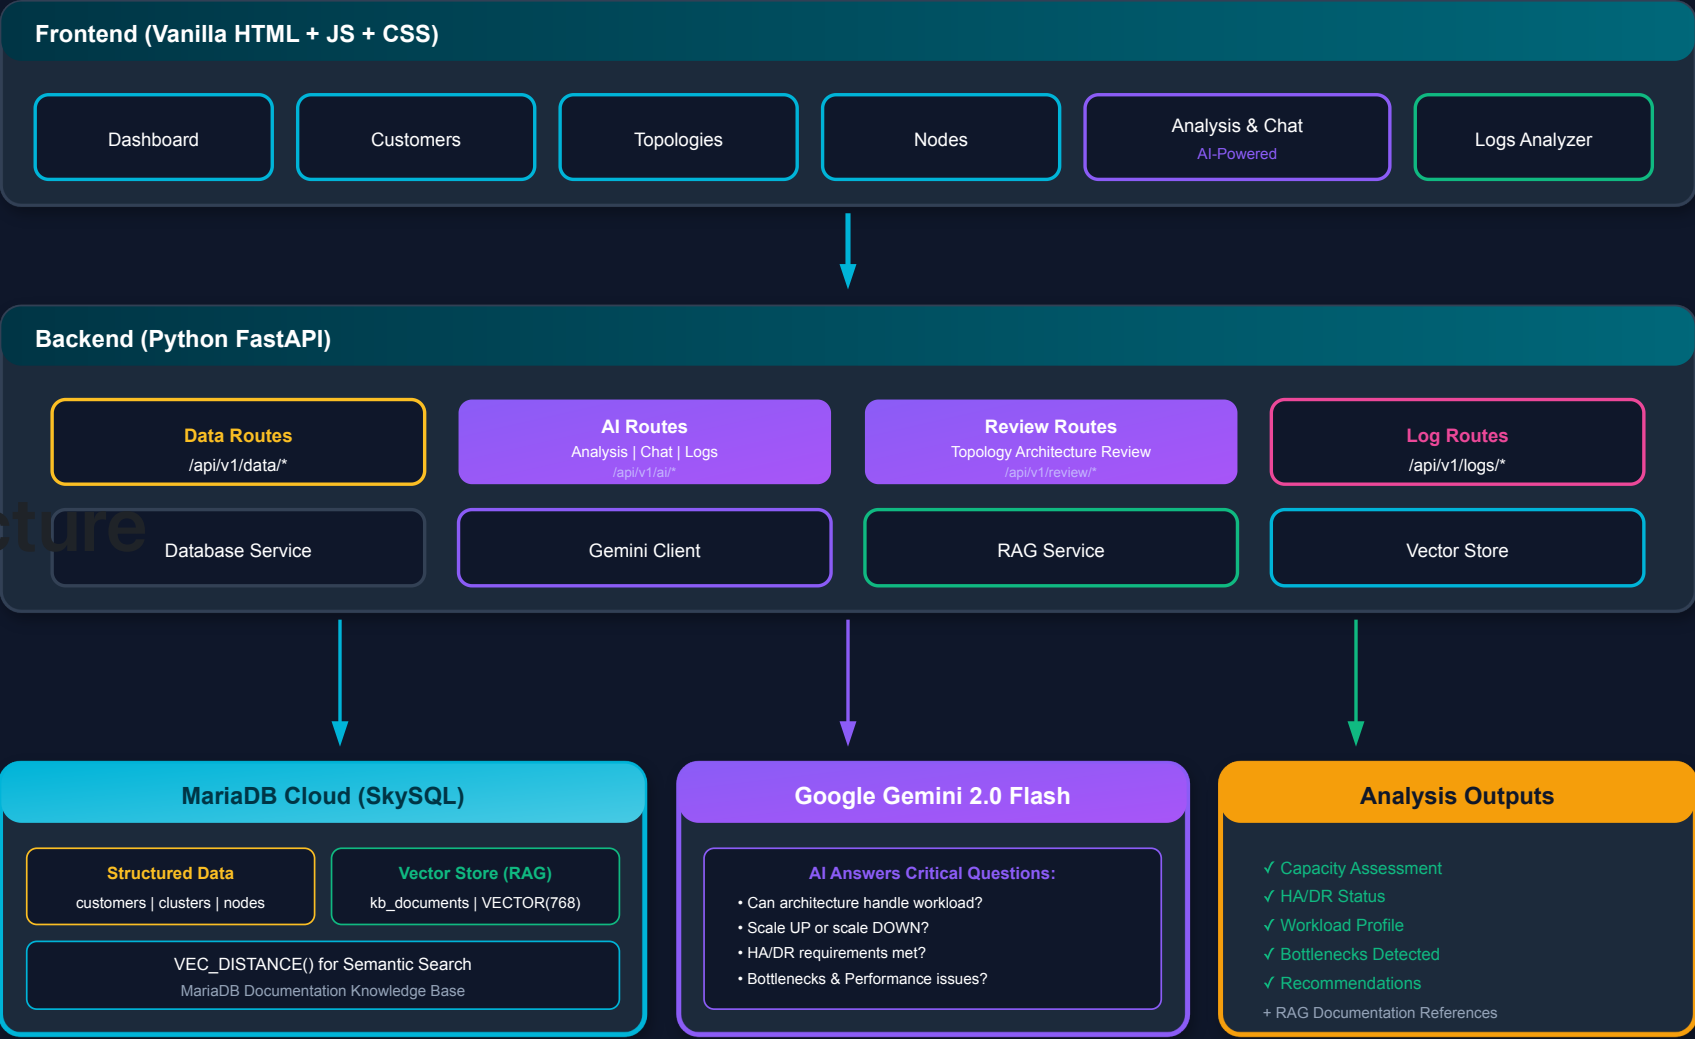 Frontend (Vanilla HTML + JS + CSS)
Dashboard
Customers
Topologies
Nodes
Analysis & Chat
AI-Powered
Logs Analyzer
Backend (Python FastAPI)
Data Routes
/api/v1/data/*
AI Routes
Analysis | Chat | Logs
/api/v1/ai/*
Review Routes
Topology Architecture Review
/api/v1/review/*
Log Routes
/api/v1/logs/*
cture
Database Service
Gemini Client
RAG Service
Vector Store
MariaDB Cloud (SkySQL)
Structured Data
customers | clusters | nodes
Vector Store (RAG)
kb_documents | VECTOR(768)
VEC_DISTANCE() for Semantic Search
MariaDB Documentation Knowledge Base
Google Gemini 2.0 Flash
AI Answers Critical Questions:
• Can architecture handle workload?
• Scale UP or scale DOWN?
• HA/DR requirements met?
• Bottlenecks & Performance issues?
Analysis Outputs
✓ Capacity Assessment
✓ HA/DR Status
✓ Workload Profile
✓ Bottlenecks Detected
✓ Recommendations
+ RAG Documentation References